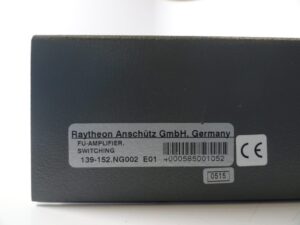 Raytheon Anschütz GmbH, Germany
FU-AMPLIFIER,
SWITCHING
139-152.NG002 E01
+000585001052
CE
0515